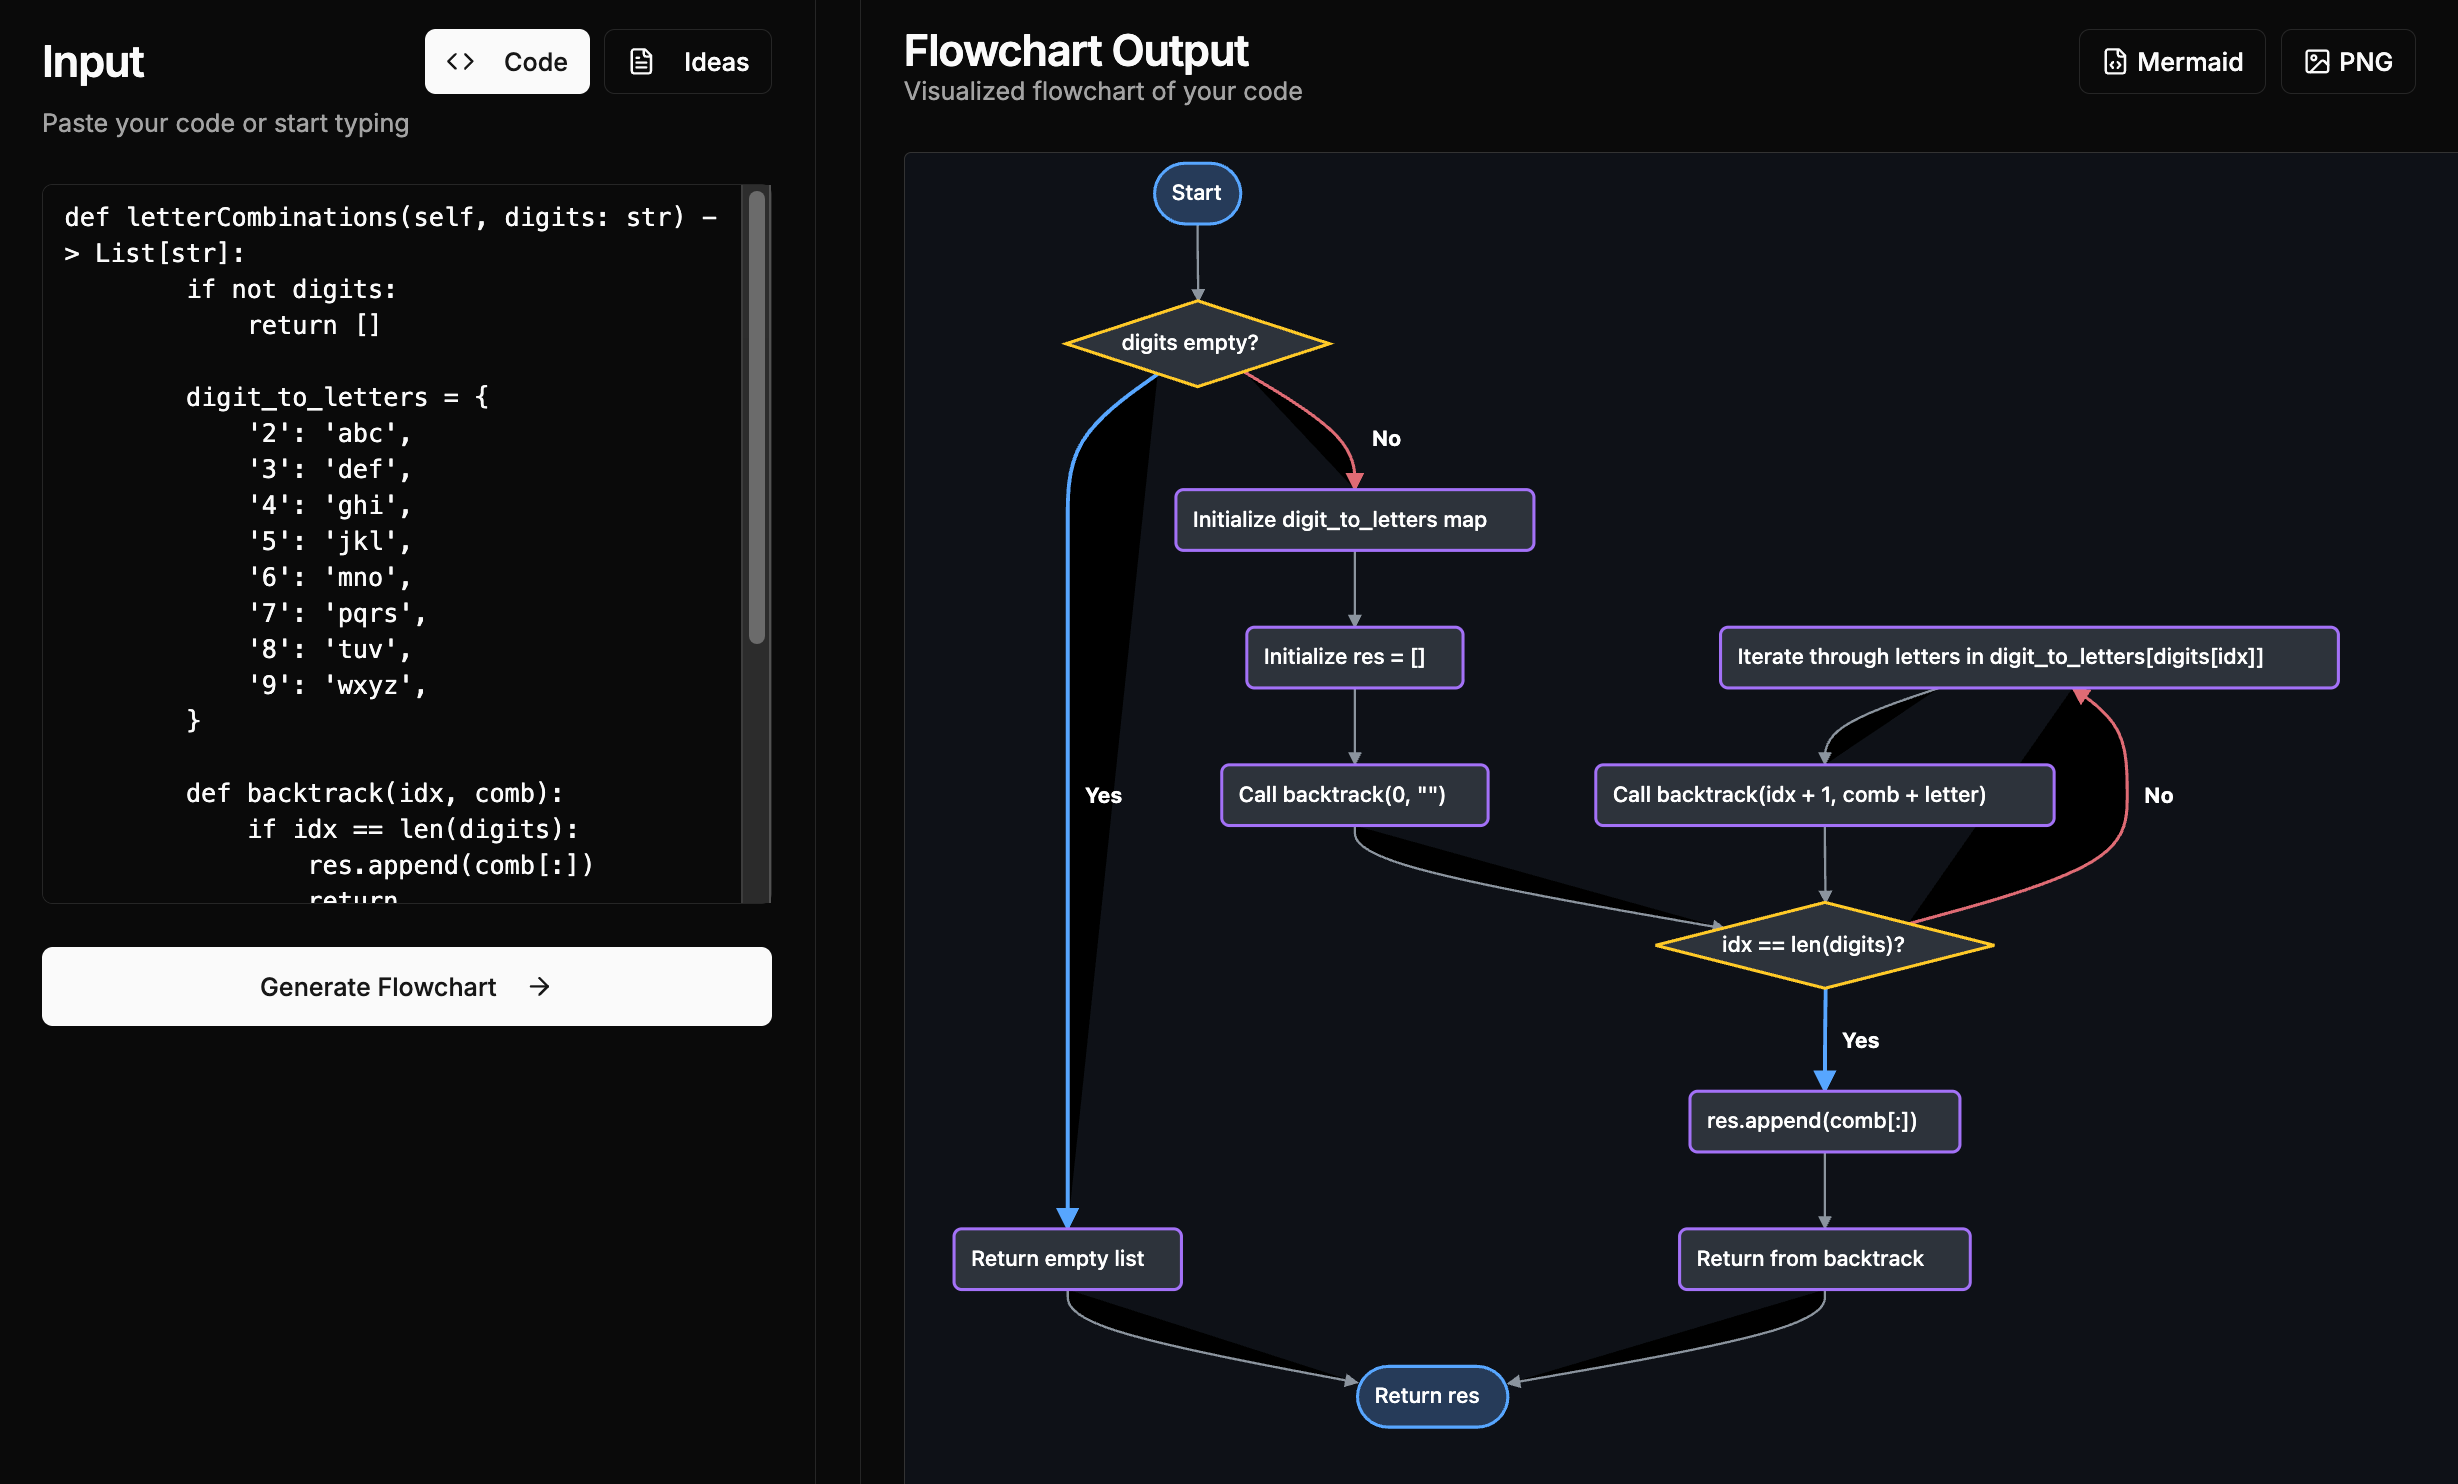 Input
Code
Ideas
Paste your code or start typing
def letterCombinations(self, digits: str) -
> List[str]:
        if not digits:
            return []
        digit_to_letters = {
            '2': 'abc',
            '3': 'def',
            '4': 'ghi',
            '5': 'jkl',
            '6': 'mno',
            '7': 'pqrs',
            '8': 'tuv',
            '9': 'wxyz',
        }
        def backtrack(idx, comb):
            if idx == len(digits):
                res.append(comb[:])
                return
Generate Flowchart
Flowchart Output
Visualized flowchart of your code
Mermaid
PNG
Start
digits empty?
No
Initialize digit_to_letters map
Initialize res = []
Iterate through letters in digit_to_letters[digits[idx]]
Yes
Call backtrack(0, "")
Call backtrack(idx + 1, comb + letter)
No
idx == len(digits)?
Yes
res.append(comb[:])
Return empty list
Return from backtrack
Return res